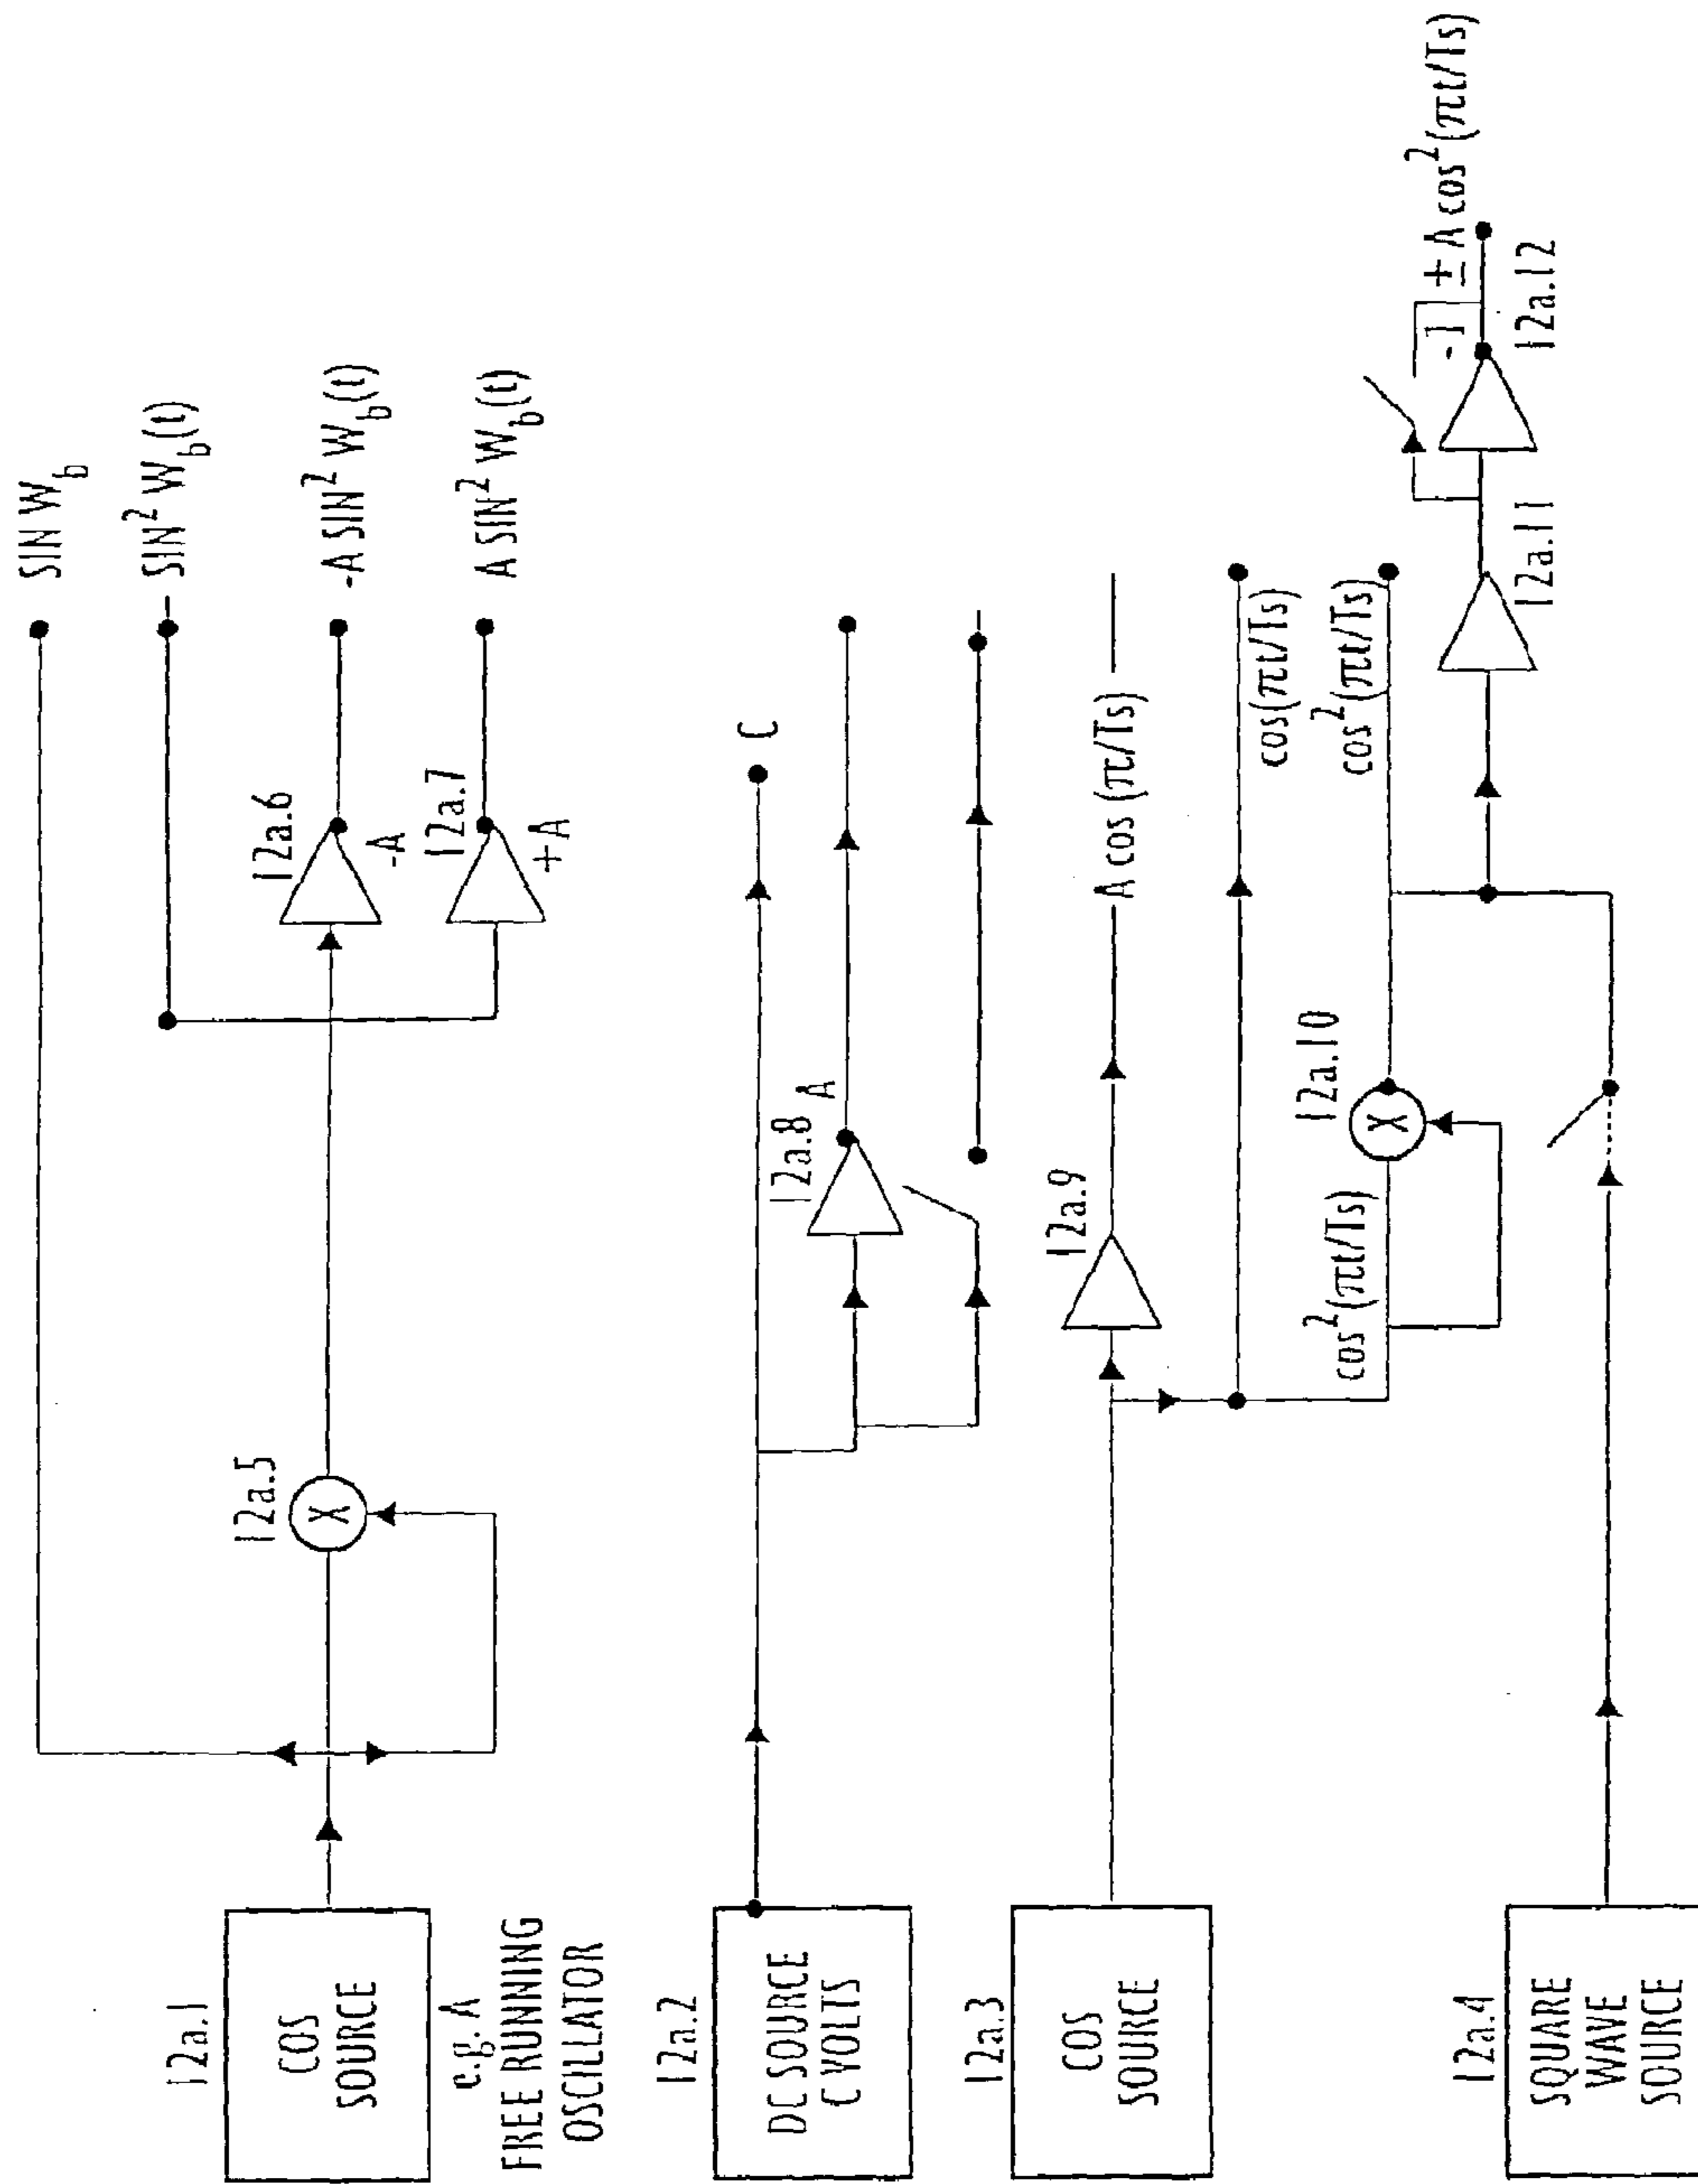 12a.1
COS
SOURCE
e.g. A
FREE RUNNING
OSCILLATOR
12a.5
X
SIN W_b
SIN² W_b(t)
12a.6
-A
-A SIN² W_b(t)
12a.7
+A
A SIN² W_b(t)
12a.2
DC SOURCE
C VOLTS
C
12a.8
A
12a.3
COS
SOURCE
12a.9
A cos (π/Ts)
cos(πt/Ts)
cos²(πt/Ts)
12a.10
X
cos²(πt/Ts)
12a.11
-1
± A cos²(πt/Ts)
12a.12
12a.4
SQUARE
WAVE
SOURCE